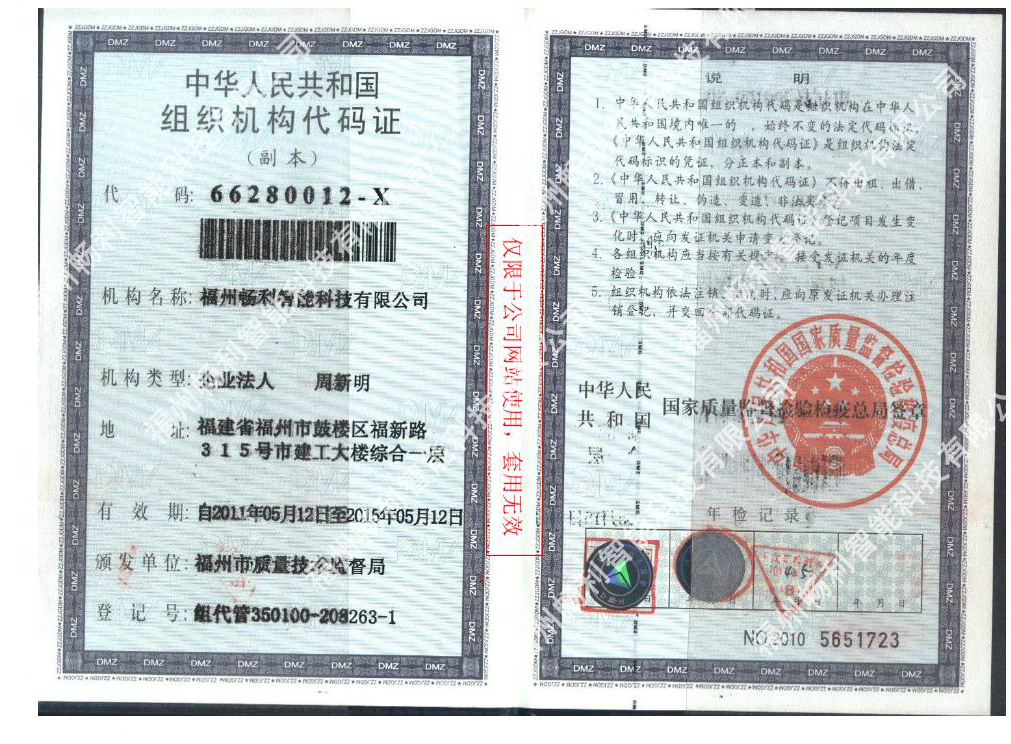 中华人民共和国
组织机构代码证
（副本）
代 码: 66280012-X
机构名称: 福州畅利智能科技有限公司
机构类型: 企业法人 周新明
地 址: 福建省福州市鼓楼区福新路
315号市建工大楼综合一层
有 效 期: 自2011年05月12日至2015年05月12日
颁发单位: 福州市质量技术监督局
登 记 号: 组代管350100-208263-1
仅限于公司网站使用，套用无效
说 明
1. 中华人民共和国组织机构代码是组织机构在中华人
民共和国境内唯一的、始终不变的法定代码标识，
《中华人民共和国组织机构代码证》是组织机构法定
代码标识的凭证，分正本和副本。
2.《中华人民共和国组织机构代码证》不得出租、出借、
冒用、转让、伪造、变造、非法买
3.《中华人民共和国组织机构代码证》登记项目发生变
化时，应向发证机关申请变更登记。
4. 各组织机构应当按有关规定，接受发证机关的年度
检验。
5. 组织机构依法注销、 时，应向原发证机关办理注
销登记，并交回全部代码证。
中华人民
共和国
国家质量监督检验检疫总局签章
年检记录
年 月 日
NO 2010 5651723